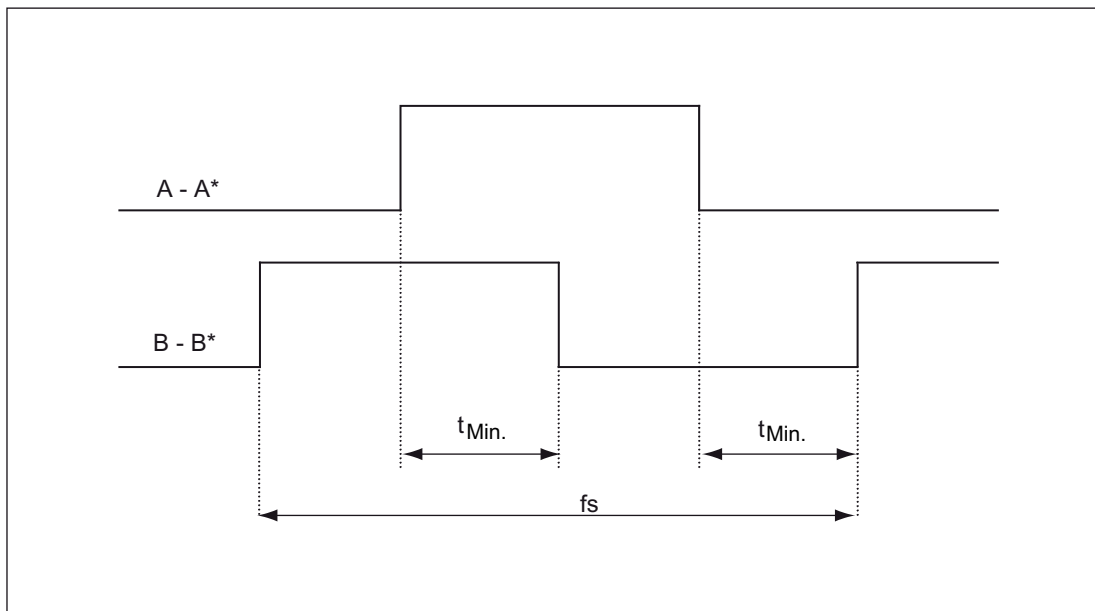 A - A*
B - B*
tMin.
tMin.
fs